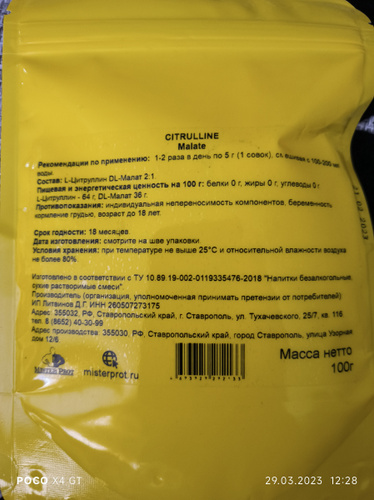 CITRULLINE
Malate
Рекомендации по применению: 1-2 раза в день по 5 г (1 совок), смешивая с 100-200 мл
воды
Состав: L-Цитруллин DL-Малат 2:1
Пищевая и энергетическая ценность на 100 г: белки 0 г, жиры 0 г, углеводы 0 г
L-Цитруллин - 64 г, DL-Малат 36 г.
Противопоказания: индивидуальная непереносимость компонентов, беременность,
кормление грудью, возраст до 18 лет.
Срок годности: 18 месяцев
Дата изготовления: смотрите на шве упаковки
Условия хранения: при температуре не выше 25°С и относительной влажности воздуха
не более 80%.
Изготовлено в соответствии с ТУ 10.89.19-002-0119335476-2018 "Напитки безалкогольные:
сухие растворимые смеси".
Производитель (организация, уполномоченная принимать претензии от потребителей)
ИП Литвинов Д.Г. ИНН 260507273175
Адрес: 355032, РФ, Ставропольский край, г. Ставрополь, ул. Тухачевского, 25/7, кв. 116
тел. 8 (8652) 40-30-99
Адрес производства: 355030, РФ, Ставропольский край, город Ставрополь, улица Узорная
дом 12/6
MISTER PROT
misterprot.ru
Масса нетто
100г
POCO X4 GT
29.03.2023 12:28